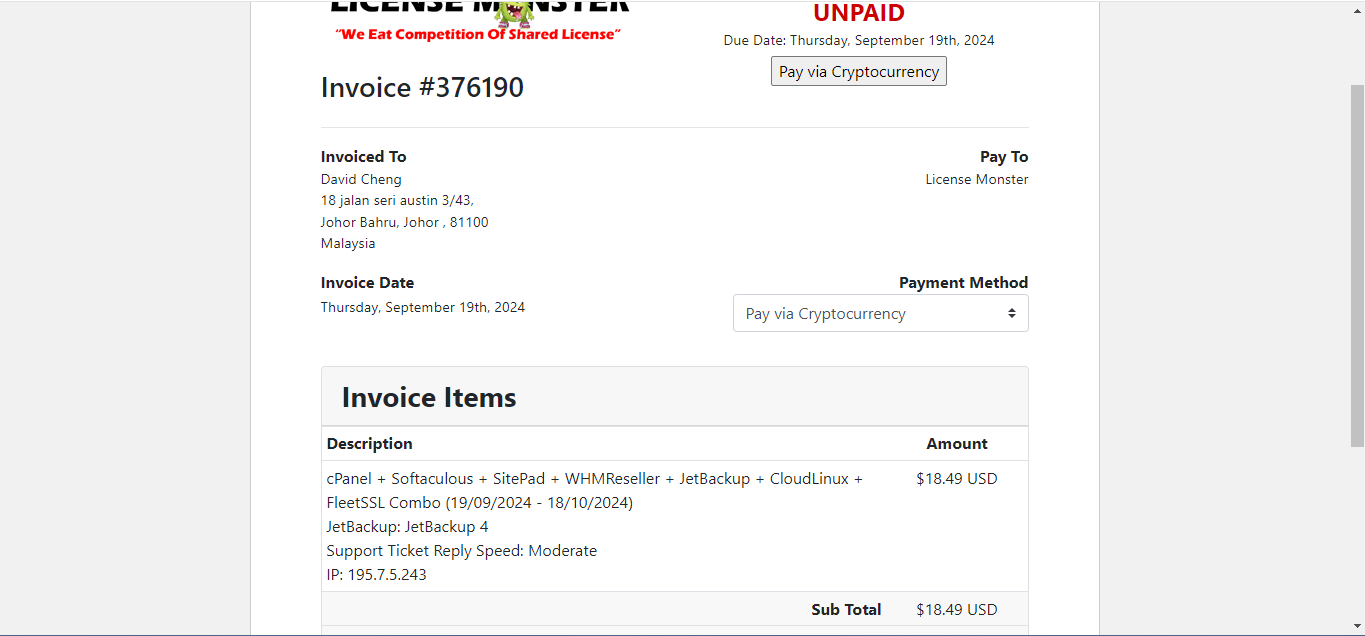 LICENSE MONSTER
“We Eat Competition Of Shared License”
UNPAID
Due Date: Thursday, September 19th, 2024
Pay via Cryptocurrency
Invoice #376190
Invoiced To
David Cheng
18 jalan seri austin 3/43,
Johor Bahru, Johor , 81100
Malaysia
Pay To
License Monster
Invoice Date
Thursday, September 19th, 2024
Payment Method
Pay via Cryptocurrency
Invoice Items
Description Amount
cPanel + Softaculous + SitePad + WHMReseller + JetBackup + CloudLinux + $18.49 USD
FleetSSL Combo (19/09/2024 - 18/10/2024)
JetBackup: JetBackup 4
Support Ticket Reply Speed: Moderate
IP: 195.7.5.243
Sub Total $18.49 USD